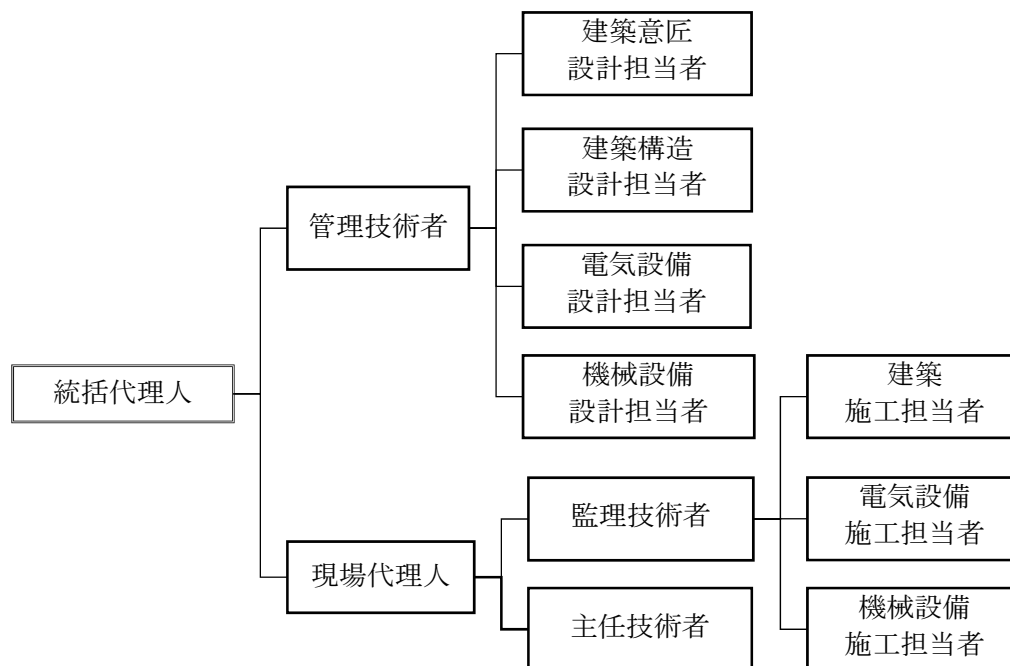 建築意匠
設計担当者
建築構造
設計担当者
管理技術者
電気設備
設計担当者
機械設備
設計担当者
建築
施工担当者
統括代理人
監理技術者
電気設備
施工担当者
現場代理人
主任技術者
機械設備
施工担当者